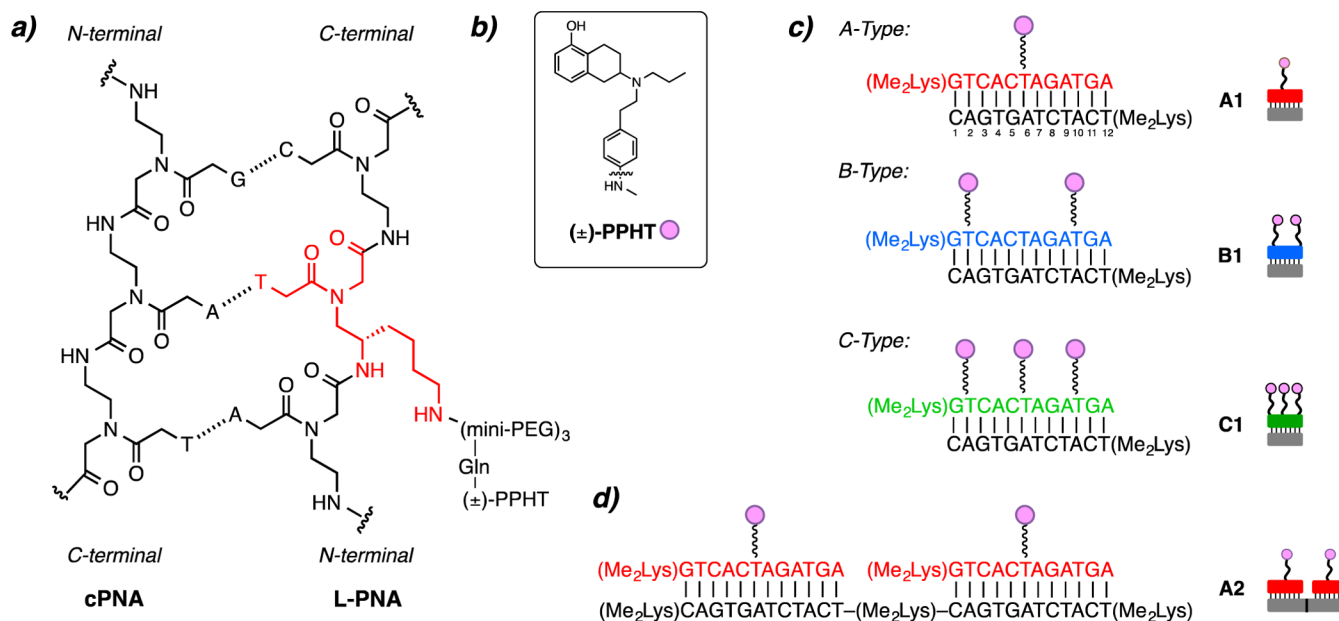 a)
N-terminal
C-terminal
NH
O
O
N
O
G
C
N
O
HN
O
O
NH
O
T
N
O
N
O
A
HN
O
NH
O
O
A
HN
N
O
T
N
(mini-PEG)3
O
O
Gln
HN
(±)-PPHT
C-terminal
N-terminal
cPNA
L-PNA
b)
OH
N
HN
(±)-PPHT
c)
A-Type:
(Me2Lys)GTCACTAGATGA
CAGTGATCTACT(Me2Lys)
1 2 3 4 5 6 7 8 9 10 11 12
A1
B-Type:
(Me2Lys)GTCACTAGATGA
CAGTGATCTACT(Me2Lys)
B1
C-Type:
(Me2Lys)GTCACTAGATGA
CAGTGATCTACT(Me2Lys)
C1
d)
(Me2Lys)GTCACTAGATGA (Me2Lys)GTCACTAGATGA
(Me2Lys)CAGTGATCTACT–(Me2Lys)–CAGTGATCTACT(Me2Lys)
A2